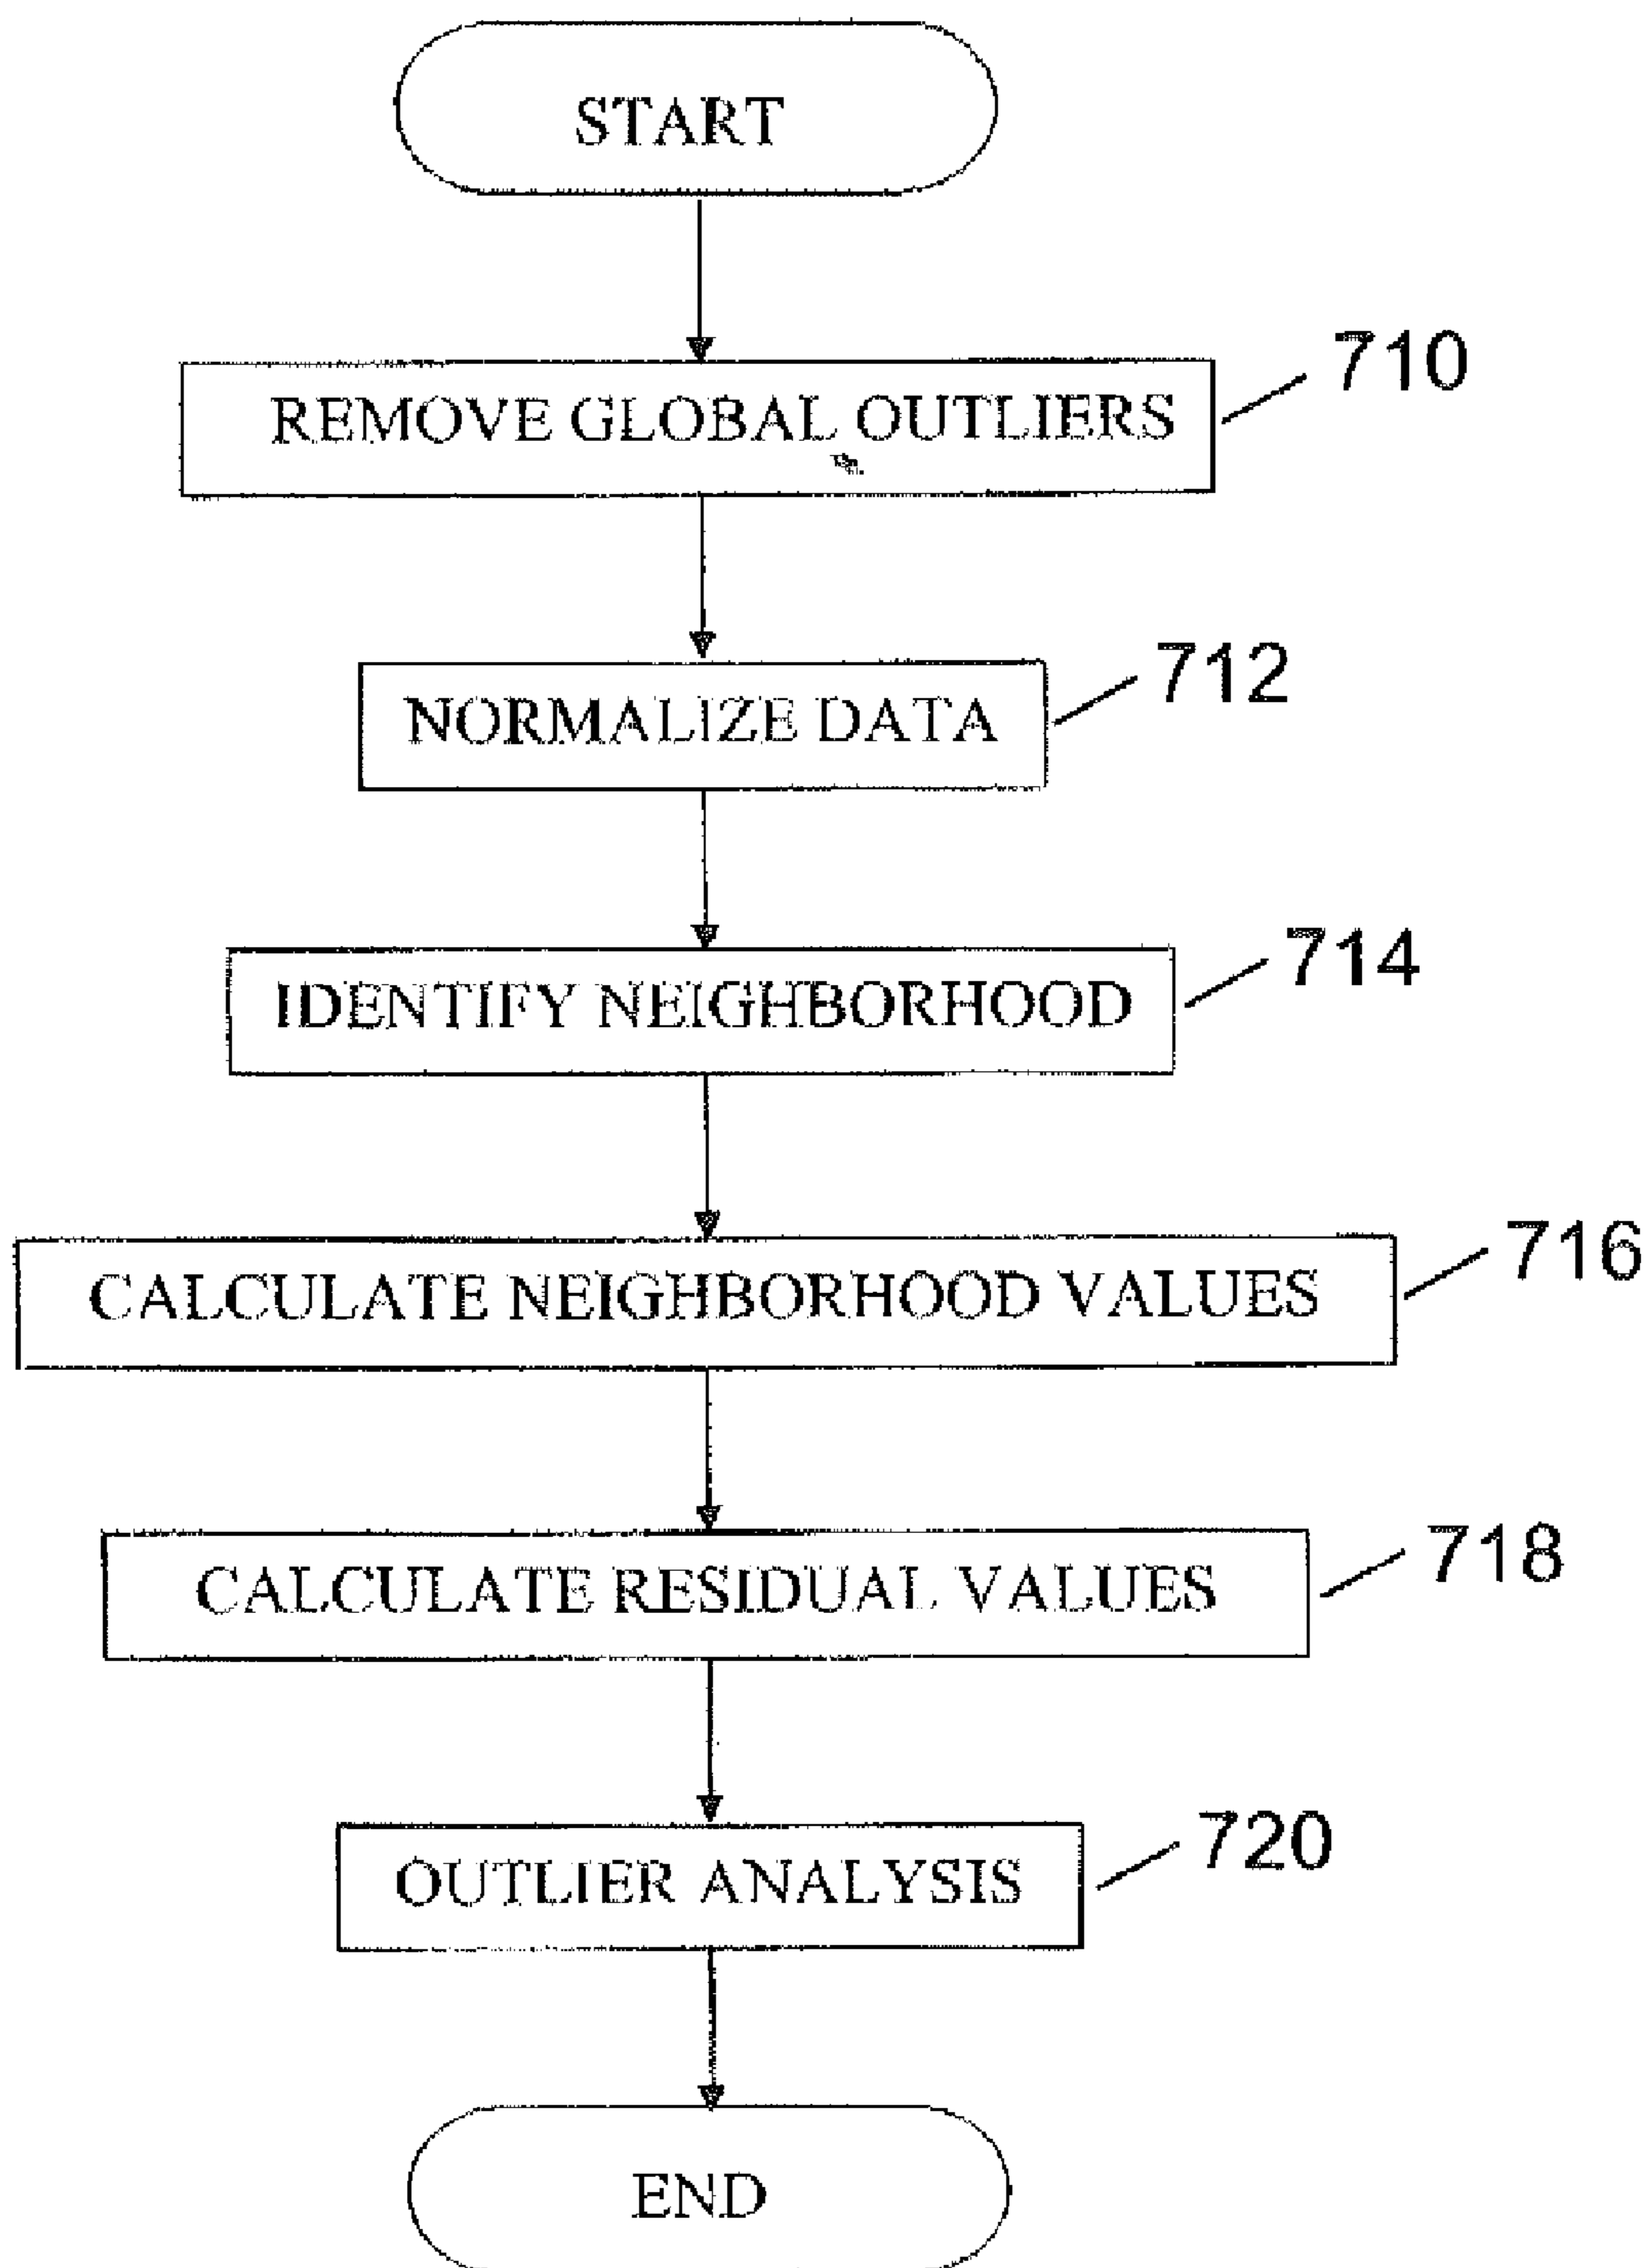 START
REMOVE GLOBAL OUTLIERS
710
NORMALIZE DATA
712
IDENTIFY NEIGHBORHOOD
714
CALCULATE NEIGHBORHOOD VALUES
716
CALCULATE RESIDUAL VALUES
718
OUTLIER ANALYSIS
720
END